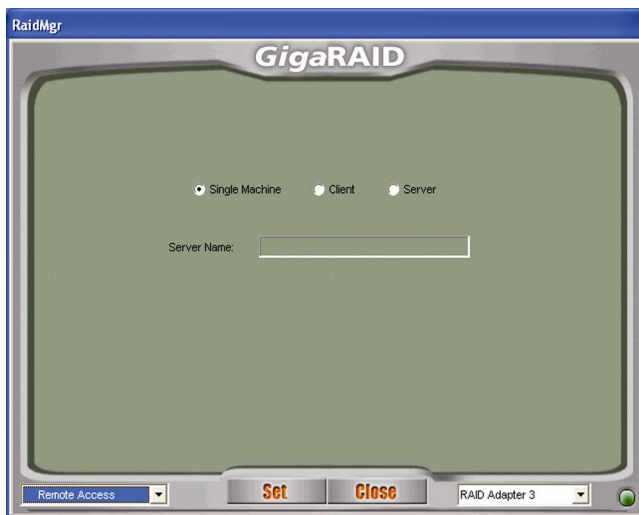 RaidMgr
GigaRAID
Single Machine Client Server
Server Name:
Remote Access Set Close RAID Adapter 3